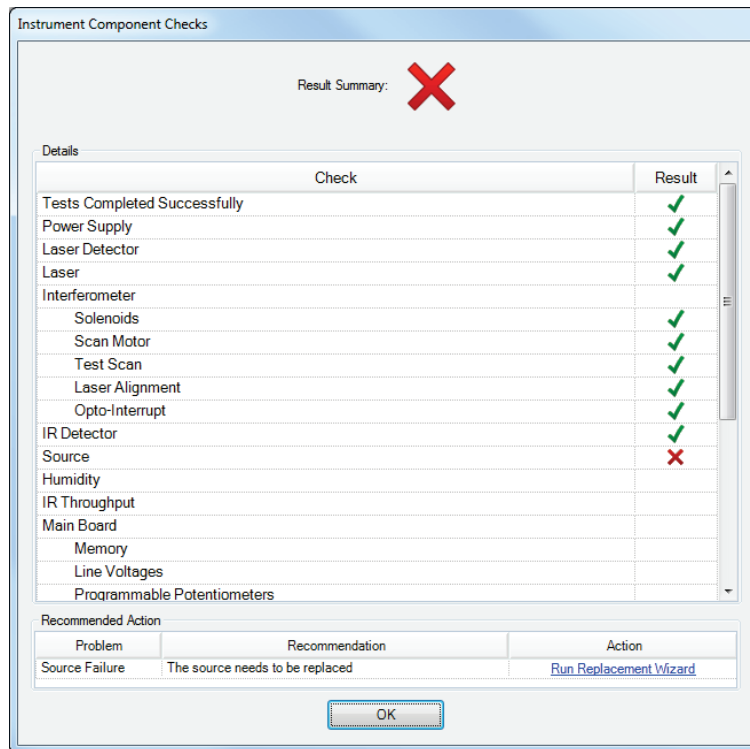 Instrument Component Checks
Result Summary:
Details
Check Result
Tests Completed Successfully
Power Supply
Laser Detector
Laser
Interferometer
Solenoids
Scan Motor
Test Scan
Laser Alignment
Opto-Interrupt
IR Detector
Source
Humidity
IR Throughput
Main Board
Memory
Line Voltages
Programmable Potentiometers
Recommended Action
Problem Recommendation Action
Source Failure The source needs to be replaced Run Replacement Wizard
OK